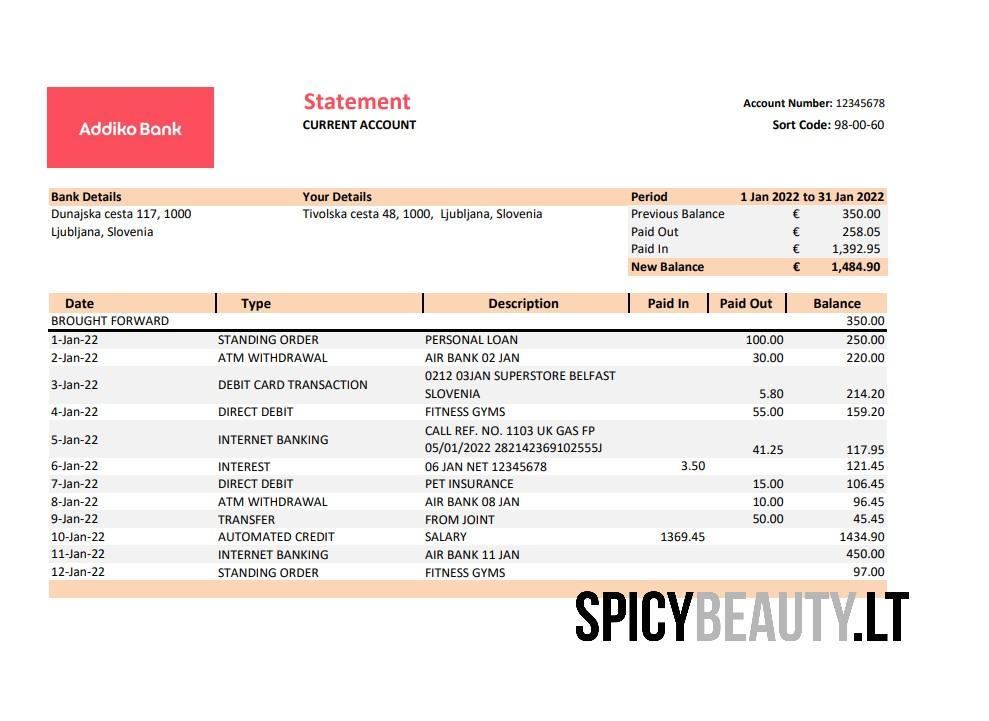 Addiko Bank
Statement
CURRENT ACCOUNT
Account Number: 12345678
Sort Code: 98-00-60
Bank Details Your Details Period 1 Jan 2022 to 31 Jan 2022
Dunajska cesta 117, 1000 Tivolska cesta 48, 1000, Ljubljana, Slovenia Previous Balance € 350.00
Ljubljana, Slovenia Paid Out € 258.05
Paid In € 1,392.95
New Balance € 1,484.90
Date Type Description Paid In Paid Out Balance
BROUGHT FORWARD 350.00
1-Jan-22 STANDING ORDER PERSONAL LOAN 100.00 250.00
2-Jan-22 ATM WITHDRAWAL AIR BANK 02 JAN 30.00 220.00
3-Jan-22 DEBIT CARD TRANSACTION 0212 03JAN SUPERSTORE BELFAST
SLOVENIA 5.80 214.20
4-Jan-22 DIRECT DEBIT FITNESS GYMS 55.00 159.20
5-Jan-22 INTERNET BANKING CALL REF. NO. 1103 UK GAS FP
05/01/2022 282142369102555J 41.25 117.95
6-Jan-22 INTEREST 06 JAN NET 12345678 3.50 121.45
7-Jan-22 DIRECT DEBIT PET INSURANCE 15.00 106.45
8-Jan-22 ATM WITHDRAWAL AIR BANK 08 JAN 10.00 96.45
9-Jan-22 TRANSFER FROM JOINT 50.00 45.45
10-Jan-22 AUTOMATED CREDIT SALARY 1369.45 1434.90
11-Jan-22 INTERNET BANKING AIR BANK 11 JAN 450.00
12-Jan-22 STANDING ORDER FITNESS GYMS 97.00
SPICYBEAUTY.LT